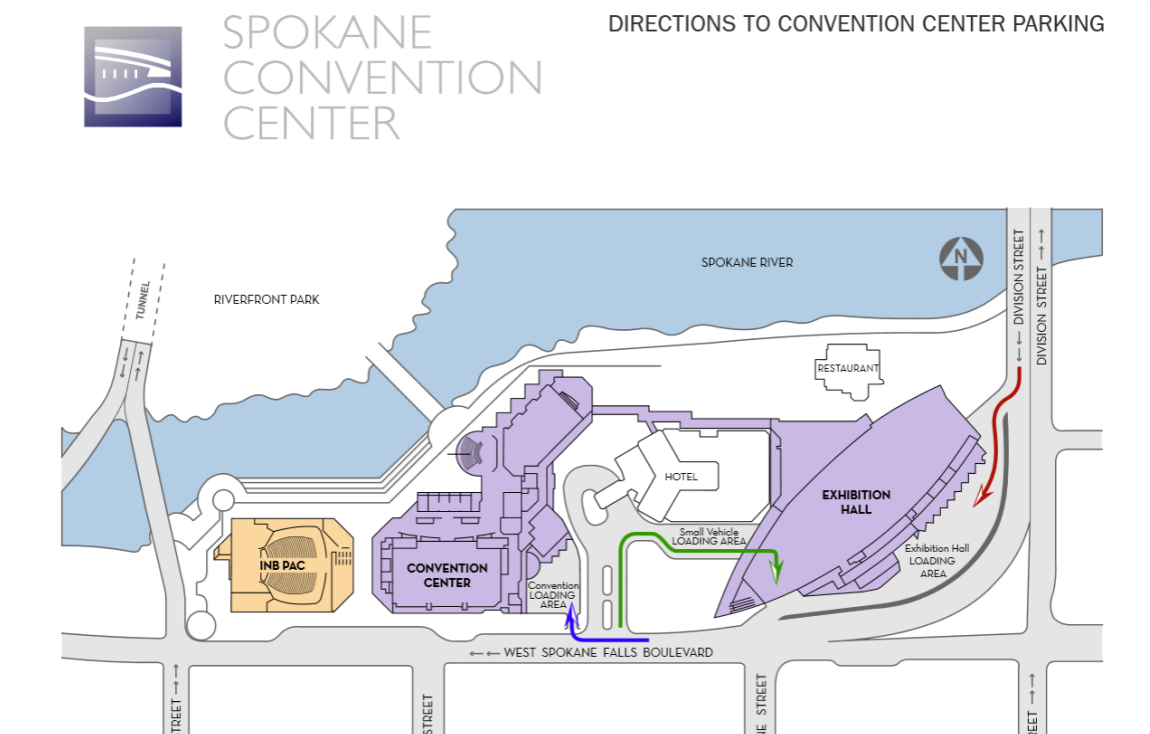 DIRECTIONS TO CONVENTION CENTER PARKING
SPOKANE
CONVENTION
CENTER
DIVISION STREET
DIVISION STREET
N
SPOKANE RIVER
TUNNEL
RIVERFRONT PARK
RESTAURANT
HOTEL
EXHIBITION
HALL
Small Vehicle
LOADING AREA
Exhibition Hall
LOADING
AREA
INB PAC
CONVENTION
CENTER
Convention
LOADING
AREA
WEST SPOKANE FALLS BOULEVARD
STREET
STREET